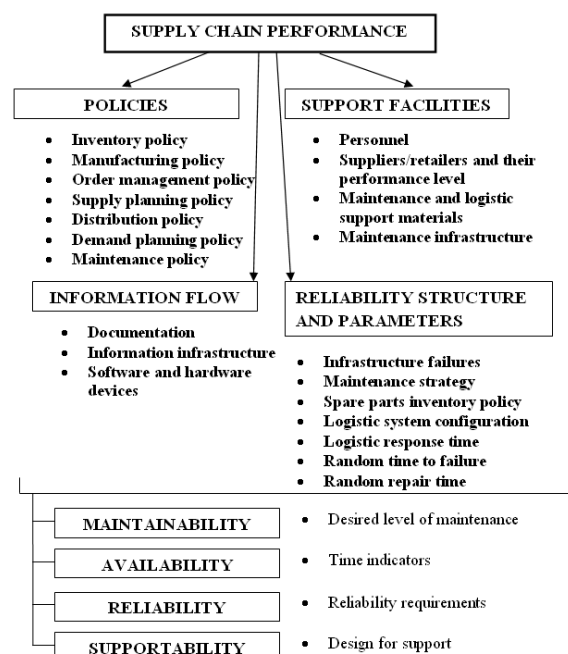 SUPPLY CHAIN PERFORMANCE
POLICIES
• Inventory policy
• Manufacturing policy
• Order management policy
• Supply planning policy
• Distribution policy
• Demand planning policy
• Maintenance policy
SUPPORT FACILITIES
• Personnel
• Suppliers/retailers and their
performance level
• Maintenance and logistic
support materials
• Maintenance infrastructure
INFORMATION FLOW
• Documentation
• Information infrastructure
• Software and hardware
devices
RELIABILITY STRUCTURE
AND PARAMETERS
• Infrastructure failures
• Maintenance strategy
• Spare parts inventory policy
• Logistic system configuration
• Logistic response time
• Random time to failure
• Random repair time
MAINTAINABILITY
• Desired level of maintenance
AVAILABILITY
• Time indicators
RELIABILITY
• Reliability requirements
SUPPORTABILITY
• Design for support